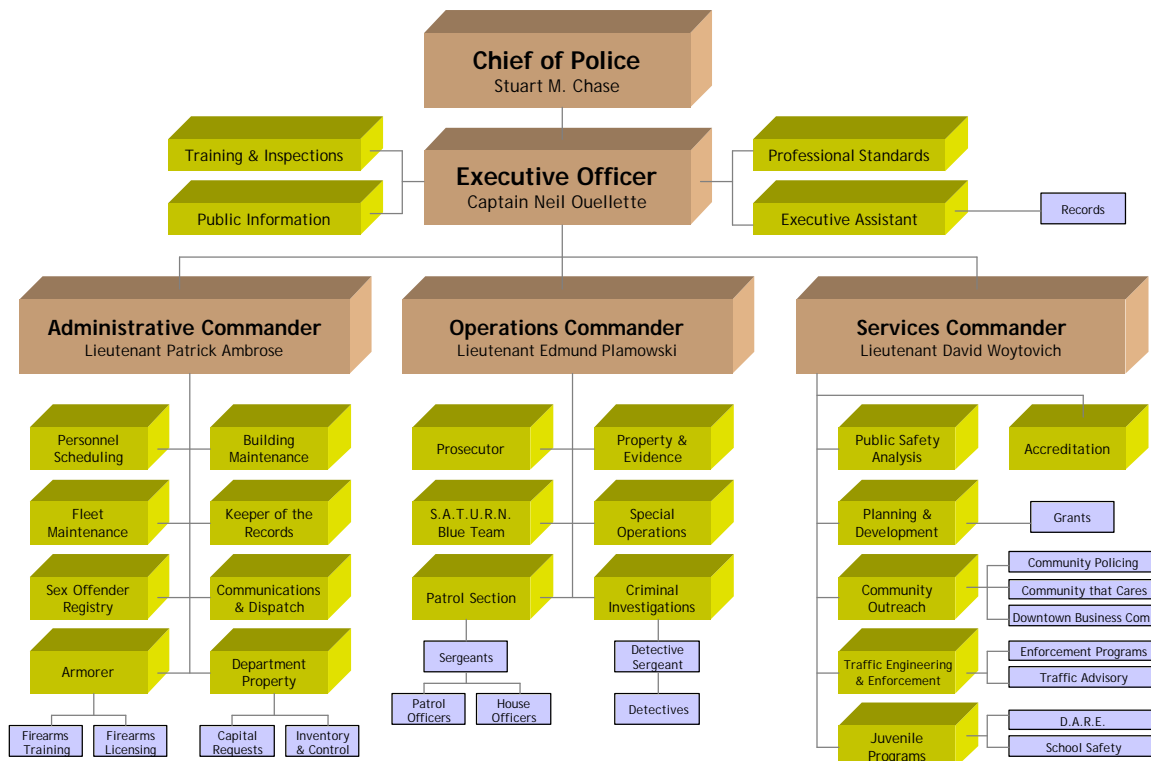 Chief of Police
Stuart M. Chase
Training & Inspections
Professional Standards
Executive Officer
Captain Neil Ouellette
Public Information
Executive Assistant
Records
Administrative Commander
Lieutenant Patrick Ambrose
Operations Commander
Lieutenant Edmund Plamowski
Services Commander
Lieutenant David Woytovich
Personnel
Scheduling
Building
Maintenance
Fleet
Maintenance
Keeper of the
Records
Sex Offender
Registry
Communications
& Dispatch
Armorer
Department
Property
Firearms
Training
Firearms
Licensing
Capital
Requests
Inventory
& Control
Prosecutor
Property &
Evidence
S.A.T.U.R.N.
Blue Team
Special
Operations
Patrol Section
Criminal
Investigations
Sergeants
Detective
Sergeant
Patrol
Officers
House
Officers
Detectives
Public Safety
Analysis
Accreditation
Planning &
Development
Grants
Community
Outreach
Community Policing
Community that Cares
Downtown Business Com
Traffic Engineering
& Enforcement
Enforcement Programs
Traffic Advisory
Juvenile
Programs
D.A.R.E.
School Safety